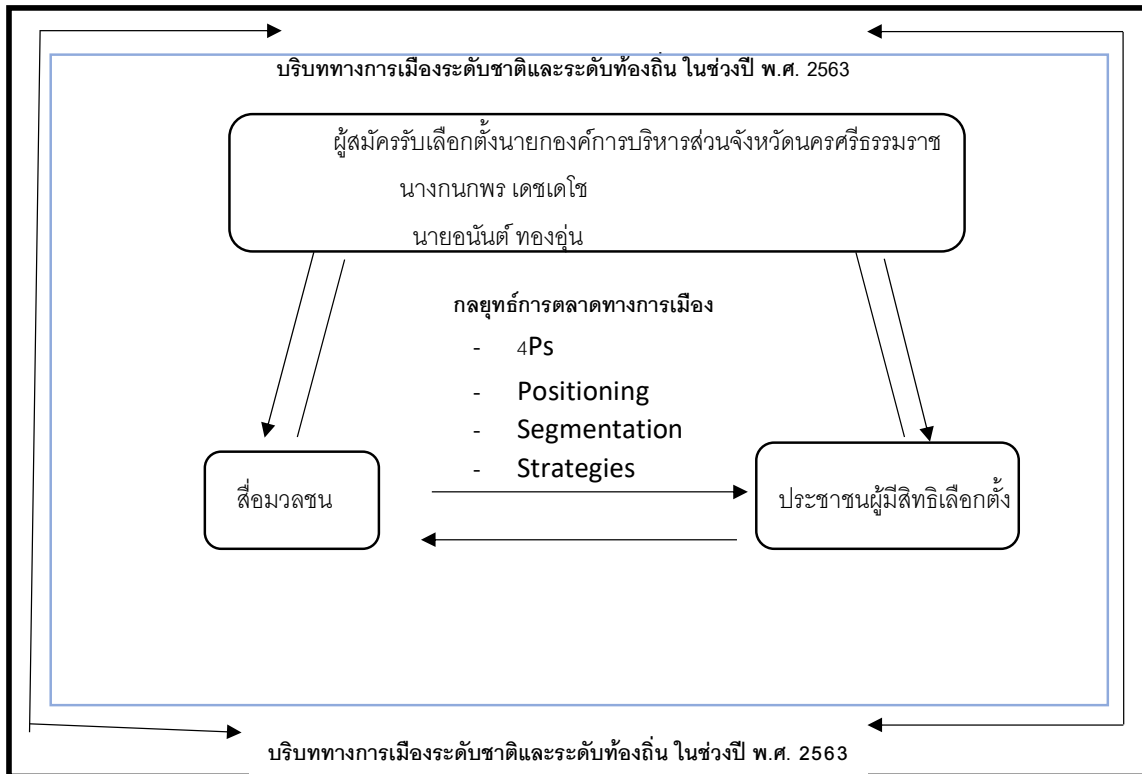 บริบททางการเมืองระดับชาติและระดับท้องถิ่น ในช่วงปี พ.ศ. 2563
ผู้สมัครรับเลือกตั้งนายกองค์การบริหารส่วนจังหวัดนครศรีธรรมราช
นางกนกพร เดชเดโช
นายอนันต์ ทองอุ่น
กลยุทธ์การตลาดทางการเมือง
- 4Ps
- Positioning
- Segmentation
- Strategies
สื่อมวลชน
ประชาชนผู้มีสิทธิเลือกตั้ง
บริบททางการเมืองระดับชาติและระดับท้องถิ่น ในช่วงปี พ.ศ. 2563